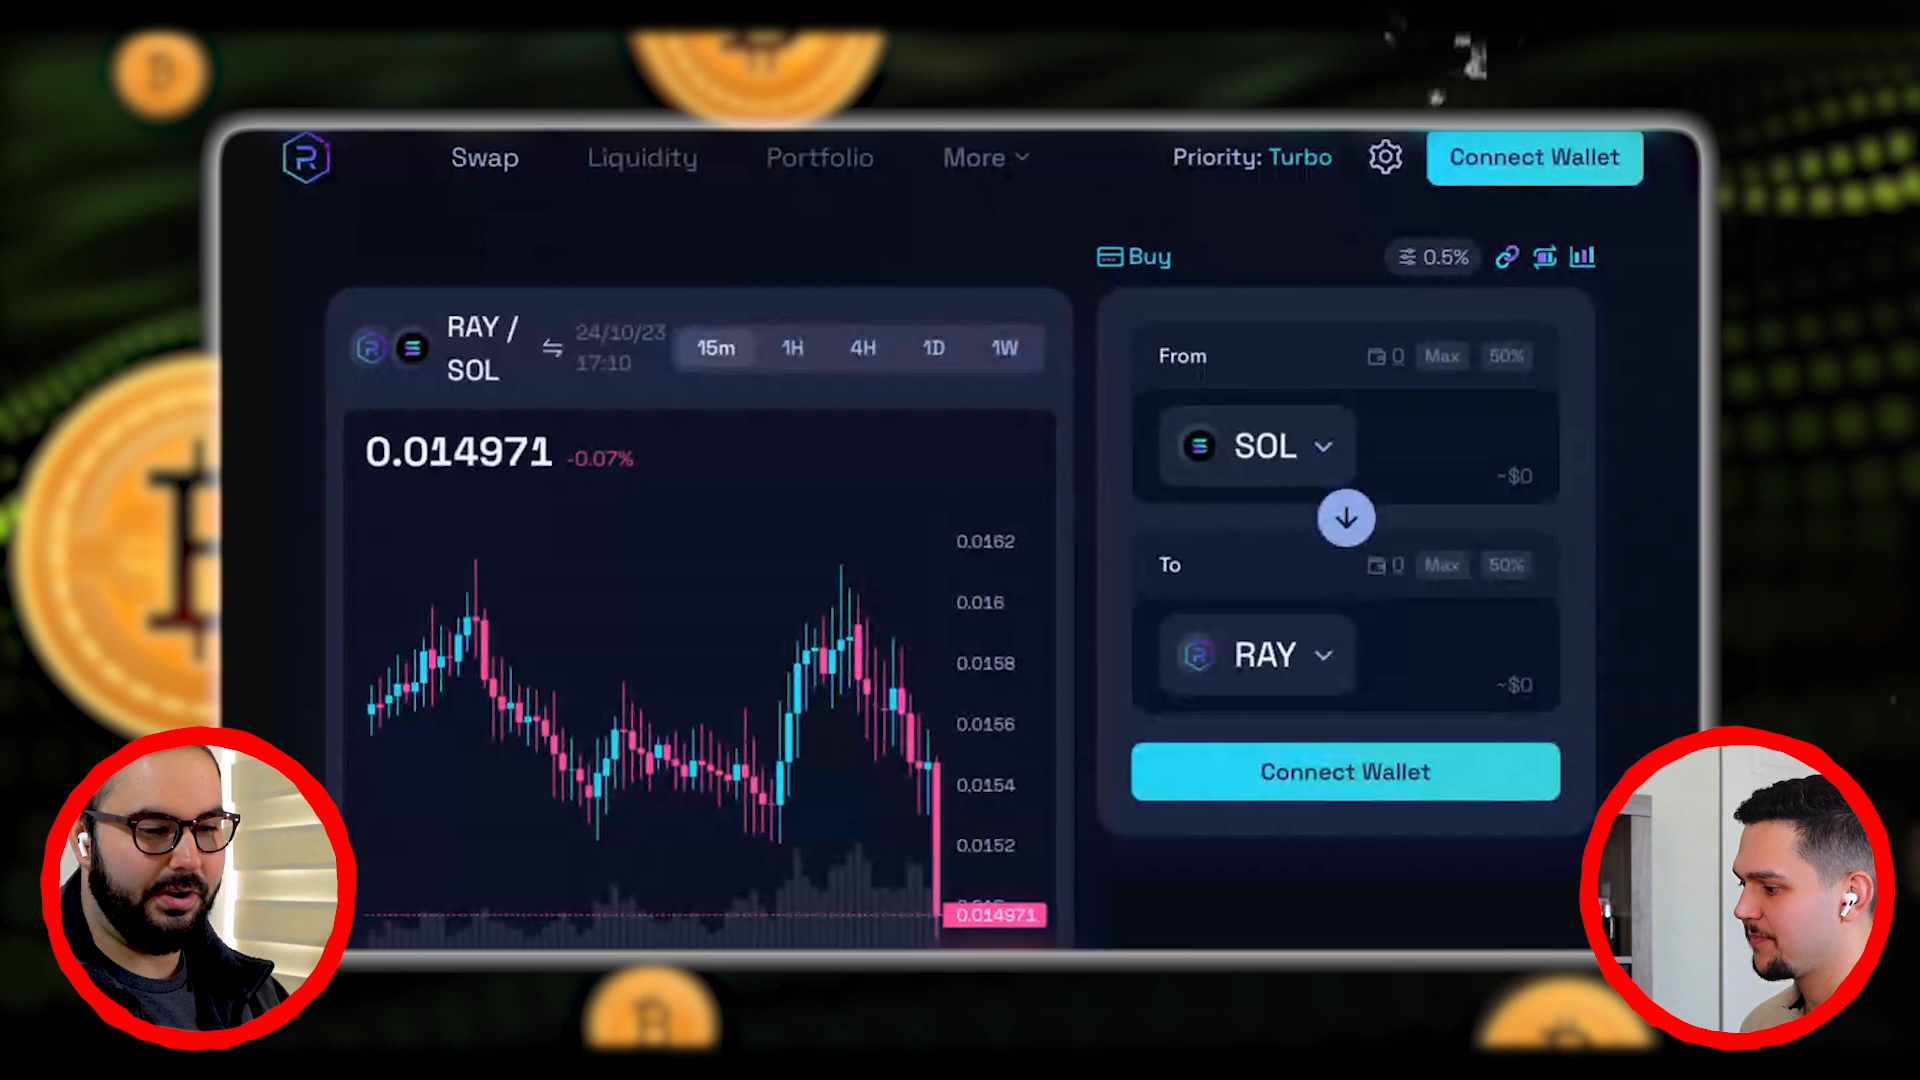 Swap
Liquidity
Portfolio
More
Priority: Turbo
Connect Wallet
Buy
0.5%
RAY /
SOL
24/10/23
17:10
15m
1H
4H
1D
1W
0.014971
-0.07%
0.0162
0.016
0.0158
0.0156
0.0154
0.0152
0.014971
From
0
Max
50%
SOL
~$0
To
0
Max
50%
RAY
~$0
Connect Wallet